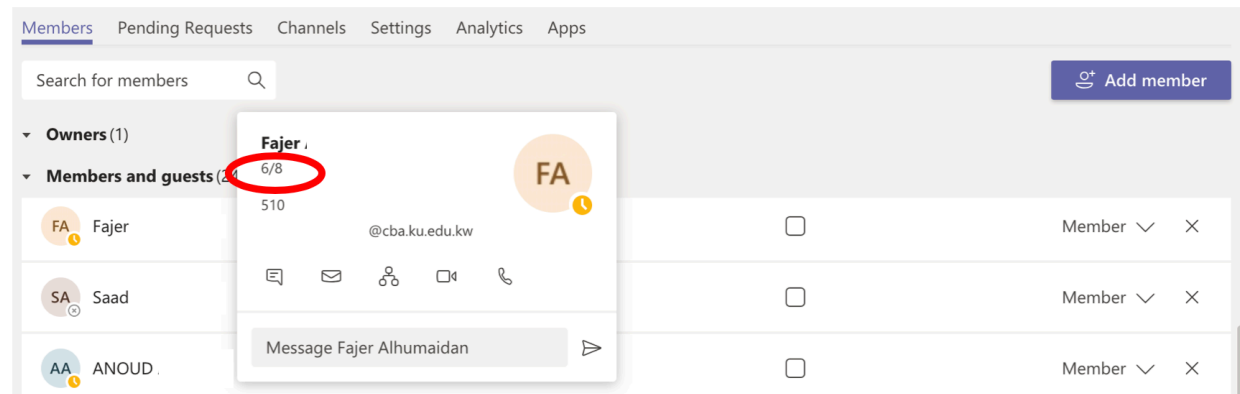 Members Pending Requests Channels Settings Analytics Apps
Search for members Add member
Owners (1)
Fajer
6/8
FA
Members and guests
510
@cba.ku.edu.kw
FA Fajer Member
SA Saad Member
Message Fajer Alhumaidan
AA ANOUD Member